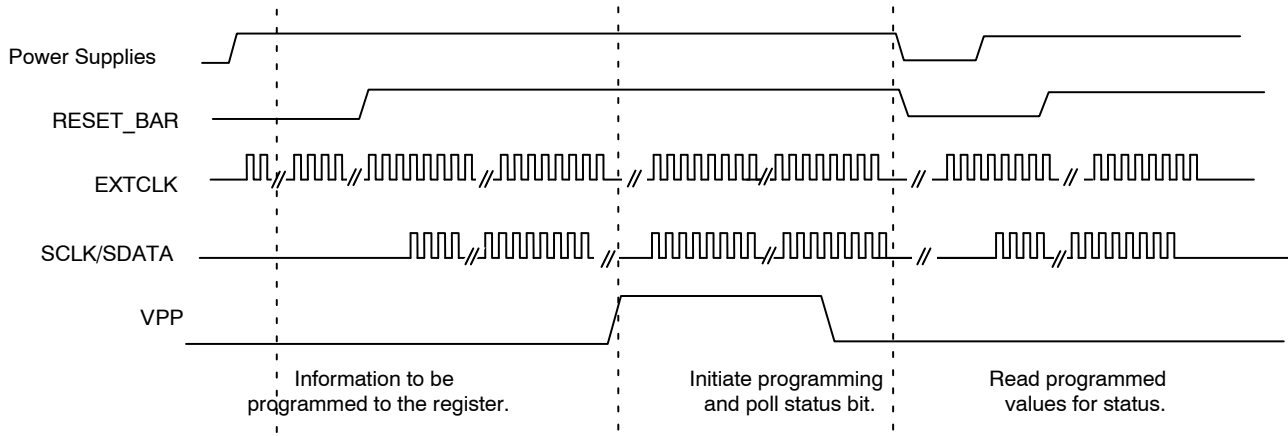 Power Supplies
RESET_BAR
EXTCLK
SCLK/SDATA
VPP
Information to be
programmed to the register.
Initiate programming
and poll status bit.
Read programmed
values for status.